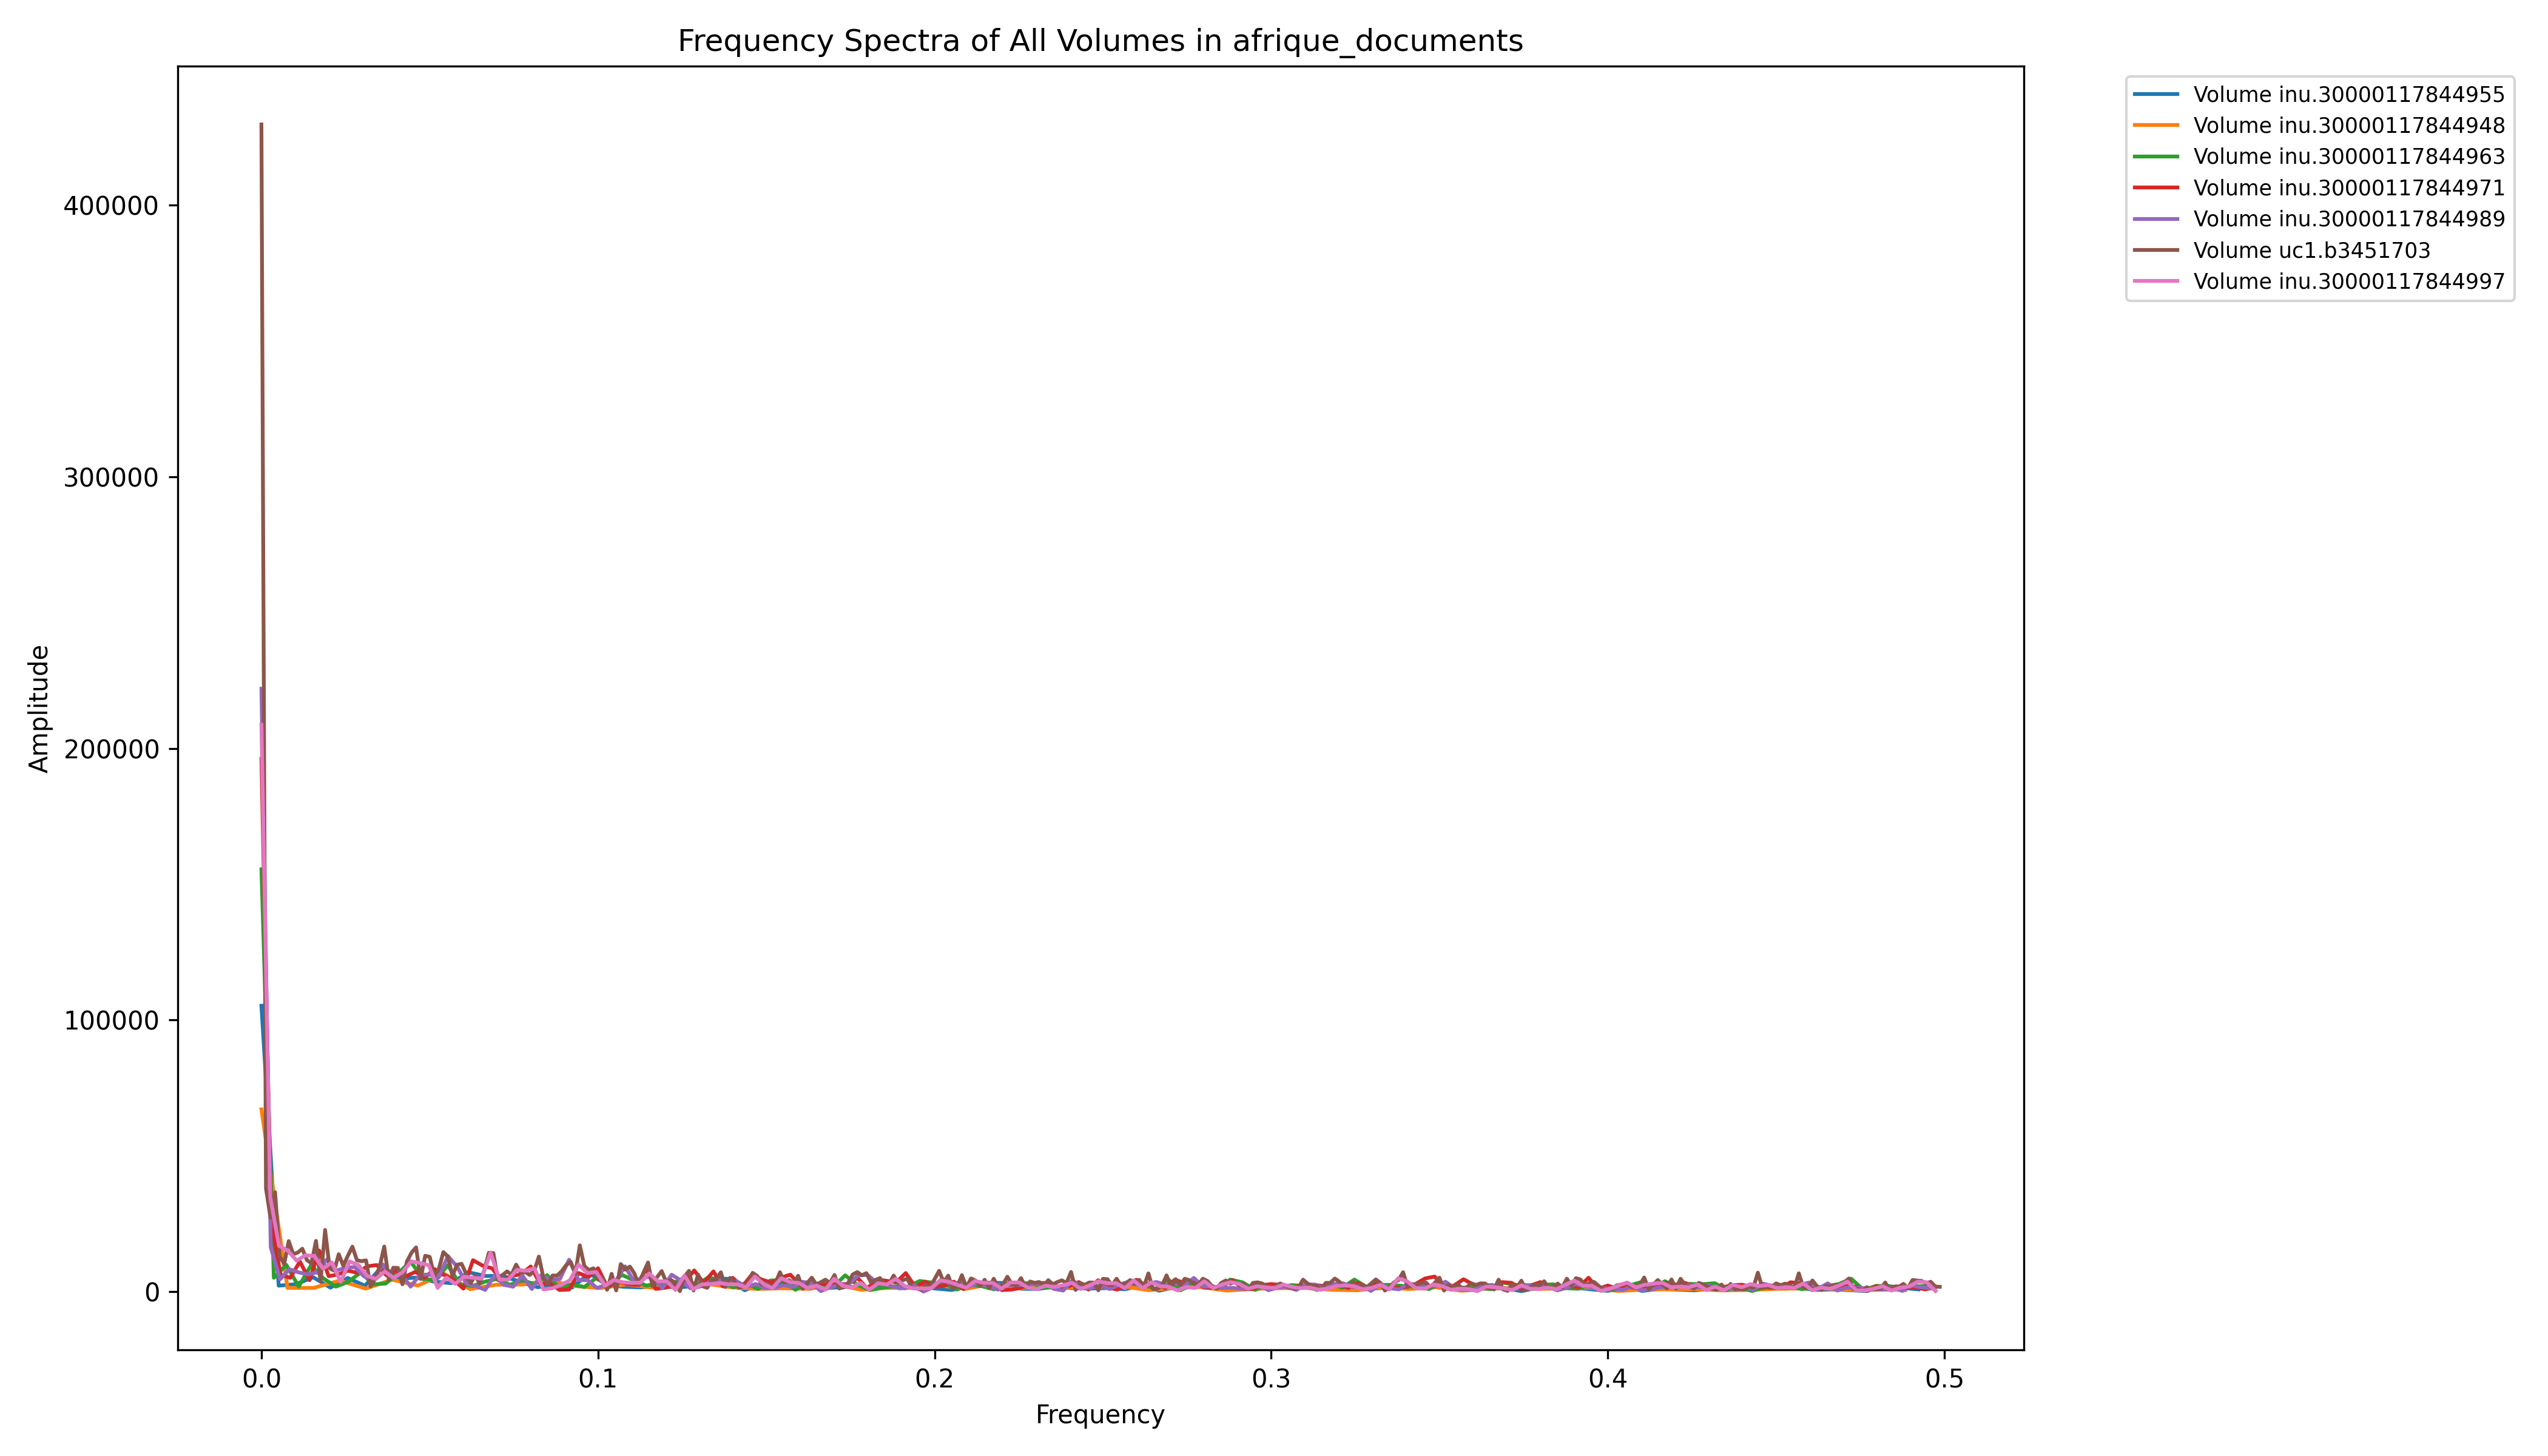 Frequency Spectra of All Volumes in afrique_documents
Volume inu.30000117844955
Volume inu.30000117844948
Volume inu.30000117844963
Volume inu.30000117844971
Volume inu.30000117844989
Volume uc1.b3451703
Volume inu.30000117844997
Amplitude
400000
300000
200000
100000
0
0.0 0.1 0.2 0.3 0.4 0.5
Frequency